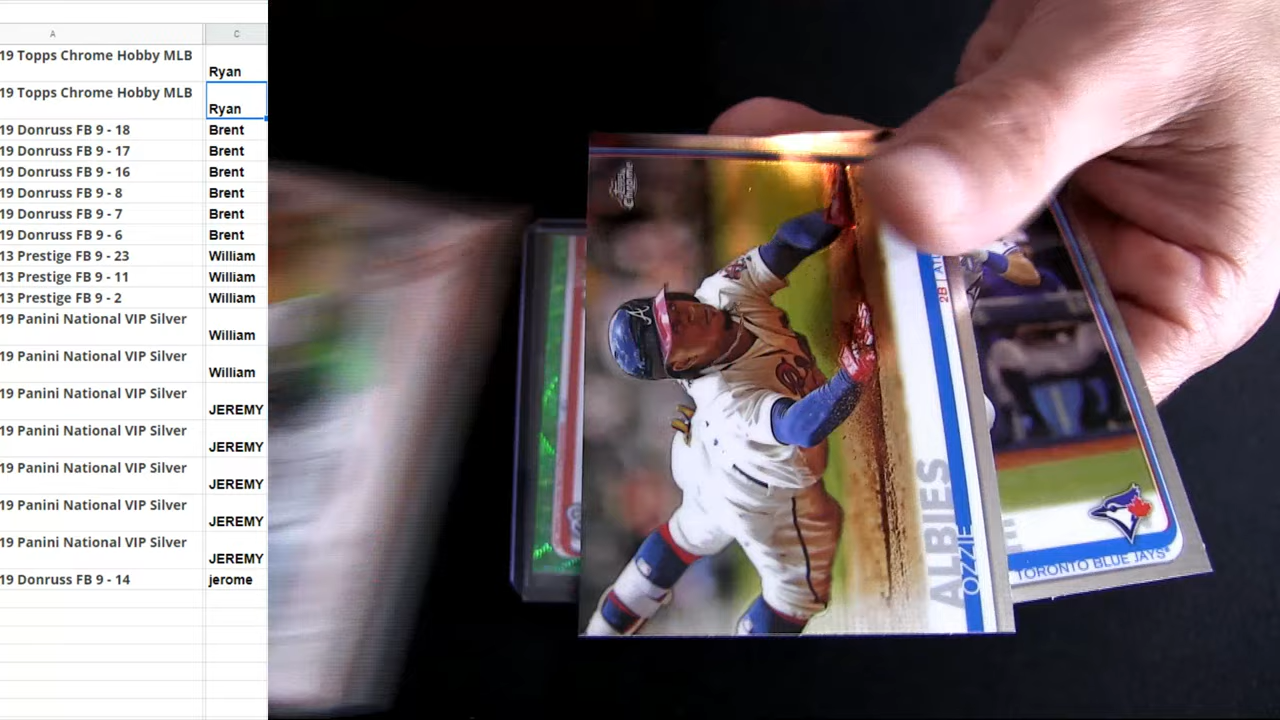 A
C
19 Topps Chrome Hobby MLB
Ryan
19 Topps Chrome Hobby MLB
Ryan
19 Donruss FB 9 - 18
Brent
19 Donruss FB 9 - 17
Brent
19 Donruss FB 9 - 16
Brent
19 Donruss FB 9 - 8
Brent
19 Donruss FB 9 - 7
Brent
19 Donruss FB 9 - 6
Brent
13 Prestige FB 9 - 23
William
13 Prestige FB 9 - 11
William
13 Prestige FB 9 - 2
William
19 Panini National VIP Silver
William
19 Panini National VIP Silver
William
19 Panini National VIP Silver
JEREMY
19 Panini National VIP Silver
JEREMY
19 Panini National VIP Silver
JEREMY
19 Panini National VIP Silver
JEREMY
19 Panini National VIP Silver
JEREMY
19 Donruss FB 9 - 14
jerome
Chrome
2B | ATL
OZZIE
ALBIES
TORONTO BLUE JAYS